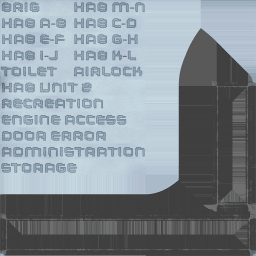 BRIG HAB M-N
HAB A-B HAB C-D
HAB E-F HAB G-H
HAB I-J HAB K-L
TOILET AIRLOCK
HAB UNIT 2
RECREATION
ENGINE ACCESS
DOOR ERROR
ADMINISTRATION
STORAGE